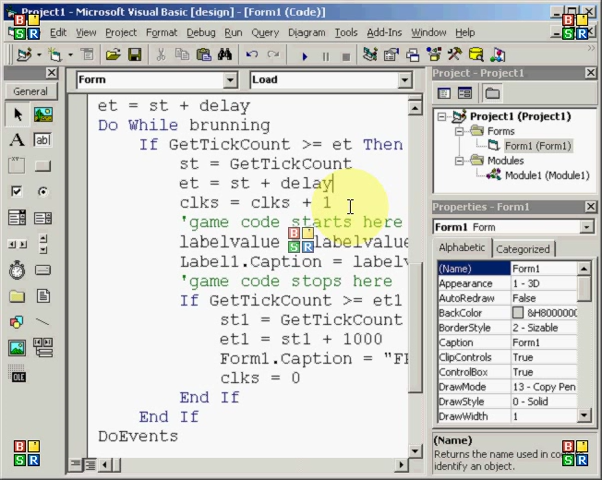 Project1 - Microsoft Visual Basic [design] - [Form1 (Code)]
Edit View Project Format Debug Run Query Diagram Tools Add-Ins Window Help
General
Form
Load
et = st + delay
Do While brunning
If GetTickCount >= et Then
st = GetTickCount
et = st + delay
clks = clks + 1
'game code starts here
labelvalue labelvalue
Label1.Caption = labelv
'game code stops here
If GetTickCount >= et1
st1 = GetTickCount
et1 = st1 + 1000
Form1.Caption = "FP
clks = 0
End If
End If
DoEvents
Project - Project1
Project1 (Project1)
Forms
Form1 (Form1)
Modules
Module1 (Module1)
Properties - Form1
Form1 Form
Alphabetic Categorized
(Name) Form1
Appearance 1 - 3D
AutoRedraw False
BackColor &H8000000
BorderStyle 2 - Sizable
Caption Form1
ClipControls True
ControlBox True
DrawMode 13 - Copy Pen
DrawStyle 0 - Solid
DrawWidth 1
(Name)
Returns the name used in co
identify an object.
A
ab
OLE
B
S R
B
S R
B
S R
B
S R
B
S R